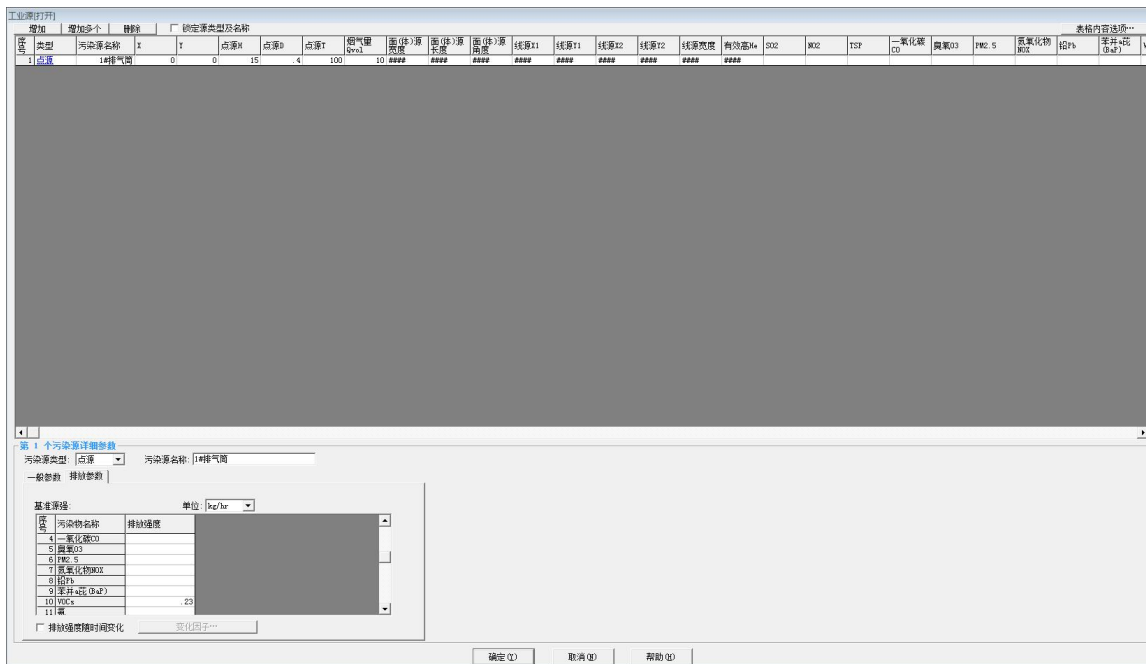 工业源[打开]
增加 增加多个 删除 锁定源类型及名称 表格内容选项…
序号 类型 污染源名称 X Y 点源H 点源D 点源T 烟气量Qvol 面(体)源宽度 面(体)源长度 面(体)源角度 线源X1 线源Y1 线源X2 线源Y2 线源宽度 有效高He SO2 NO2 TSP 一氧化碳CO 臭氧O3 PM2.5 氮氧化物NOX 铅Pb 苯并a芘(BaP) V
1 点源 1#排气筒 0 0 15 .4 100 10 #### #### #### #### #### #### #### #### ####
第 1 个污染源详细参数
污染源类型: 点源 污染源名称: 1#排气筒
一般参数 排放参数
基准源强: 单位: kg/hr
序号 污染物名称 排放强度
4 一氧化碳CO
5 臭氧O3
6 PM2.5
7 氮氧化物NOX
8 铅Pb
9 苯并a芘(BaP)
10 VOCs .23
11 氟
排放强度随时间变化 变化因子…
确定(Y) 取消(N) 帮助(H)